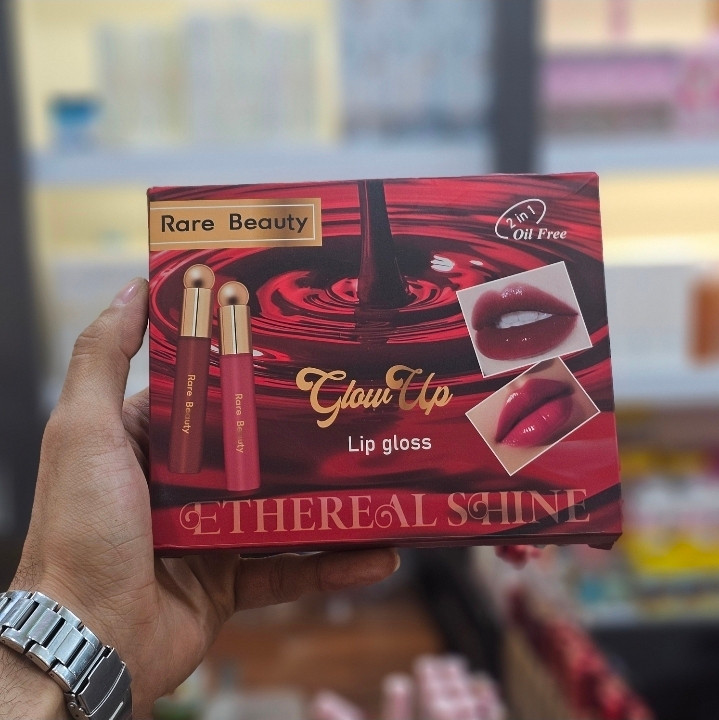 Rare Beauty
2 in 1
Oil Free
Rare Beauty
Rare Beauty
Glow Up
Lip gloss
ETHEREAL SHINE